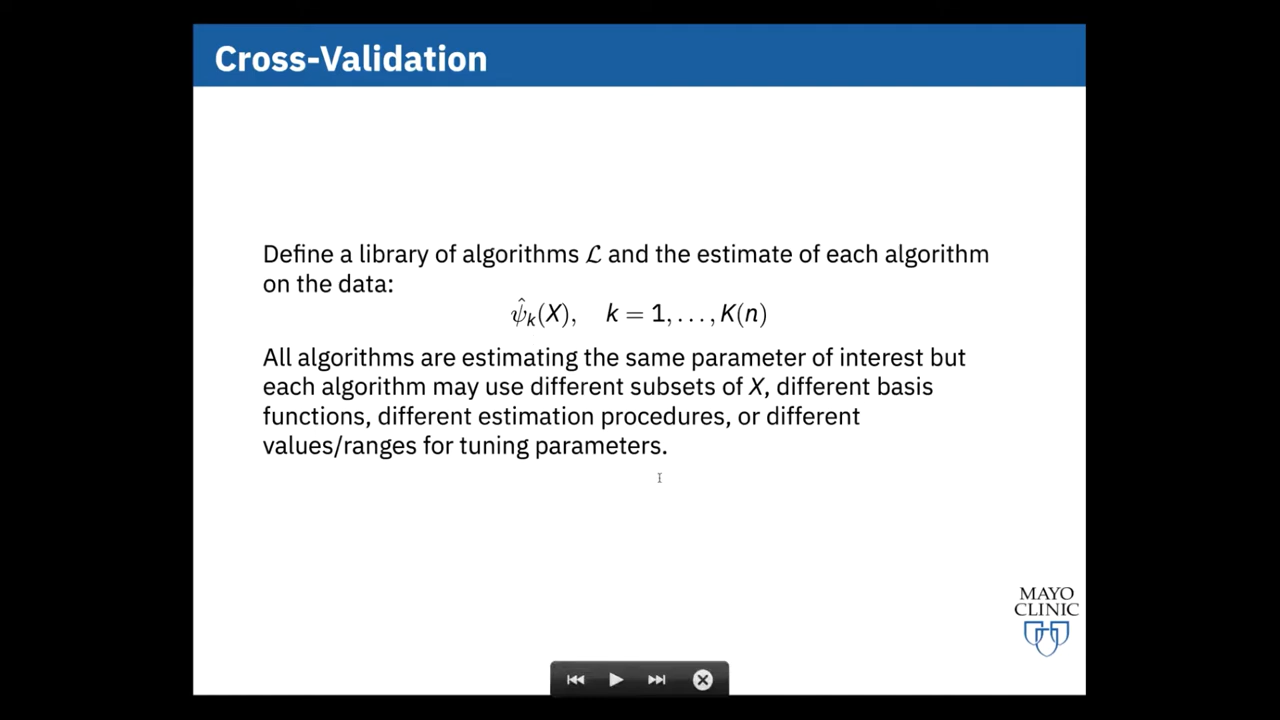 Cross-Validation
Define a library of algorithms ℒ and the estimate of each algorithm
on the data:
ψ̂ₖ(X), k = 1, . . . , K(n)
All algorithms are estimating the same parameter of interest but
each algorithm may use different subsets of X, different basis
functions, different estimation procedures, or different
values/ranges for tuning parameters.
MAYO
CLINIC